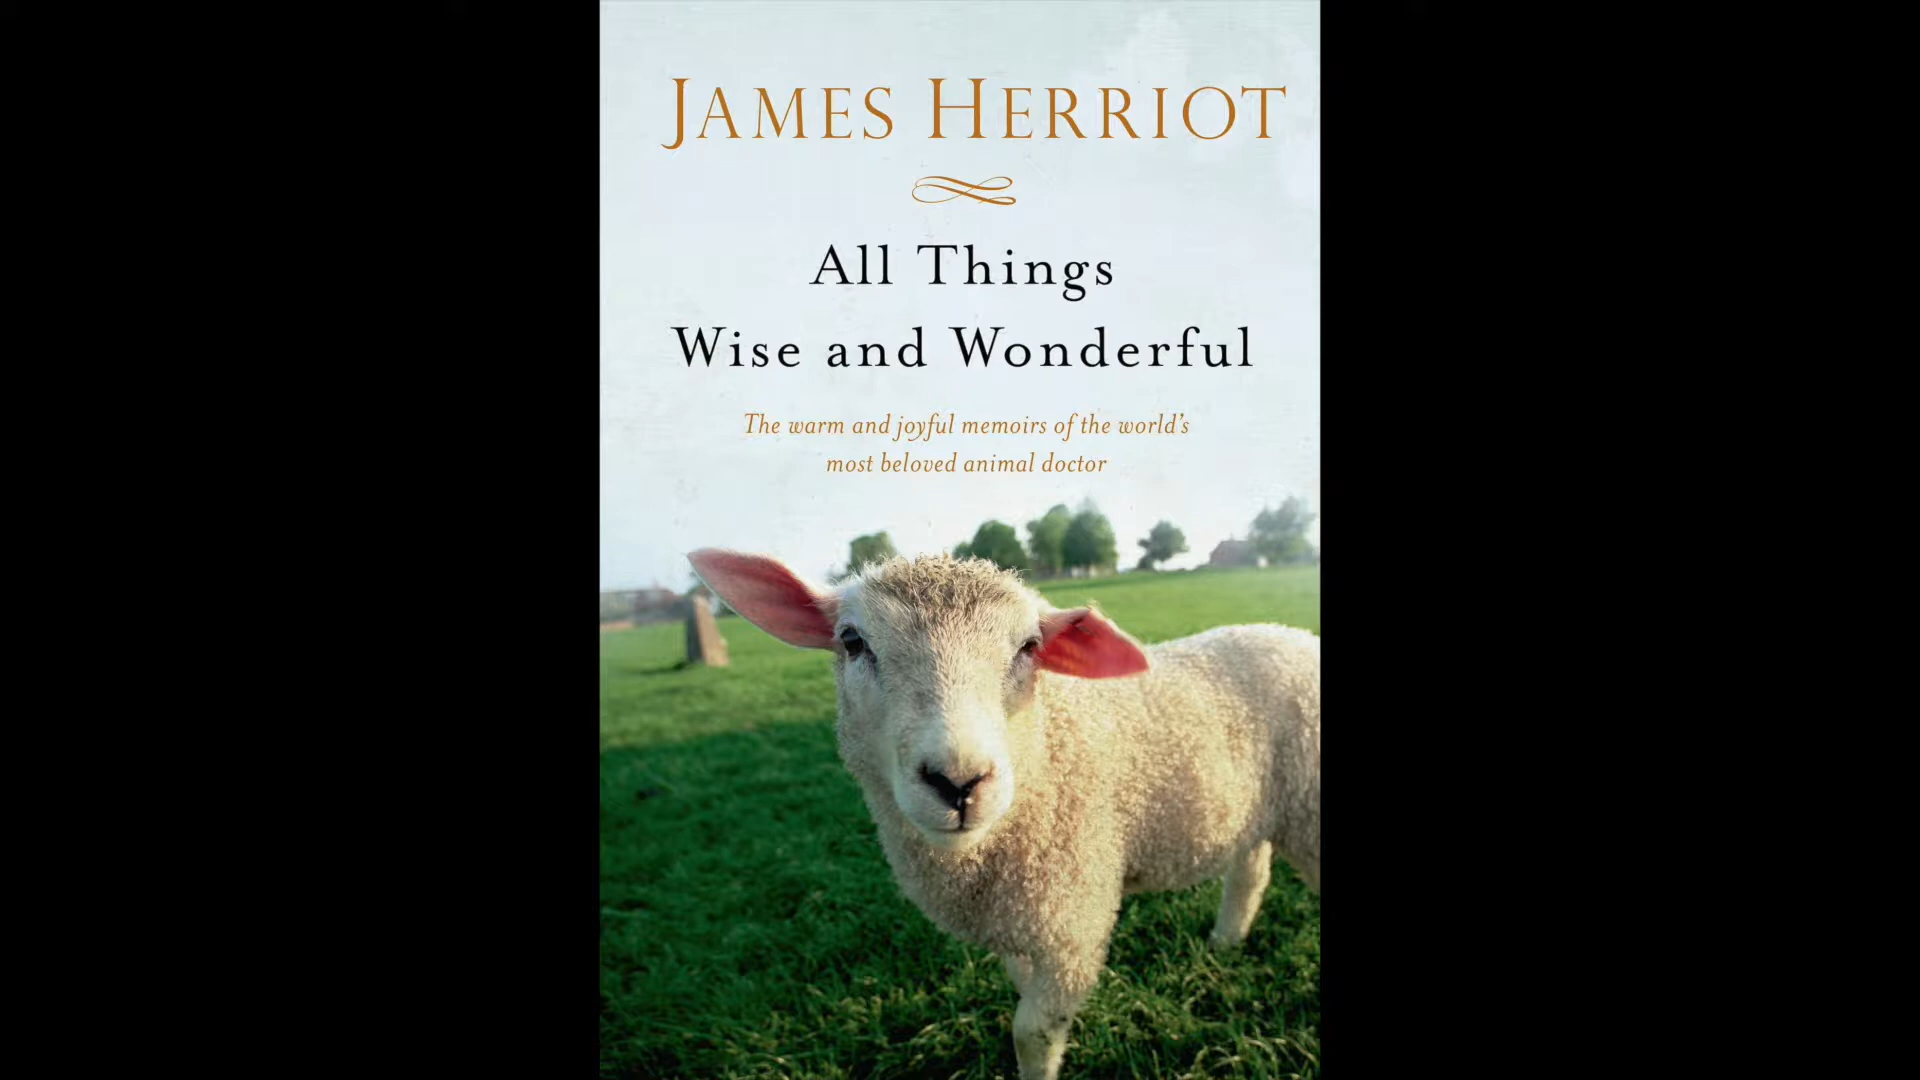 JAMES HERRIOT
All Things
Wise and Wonderful
The warm and joyful memoirs of the world's
most beloved animal doctor